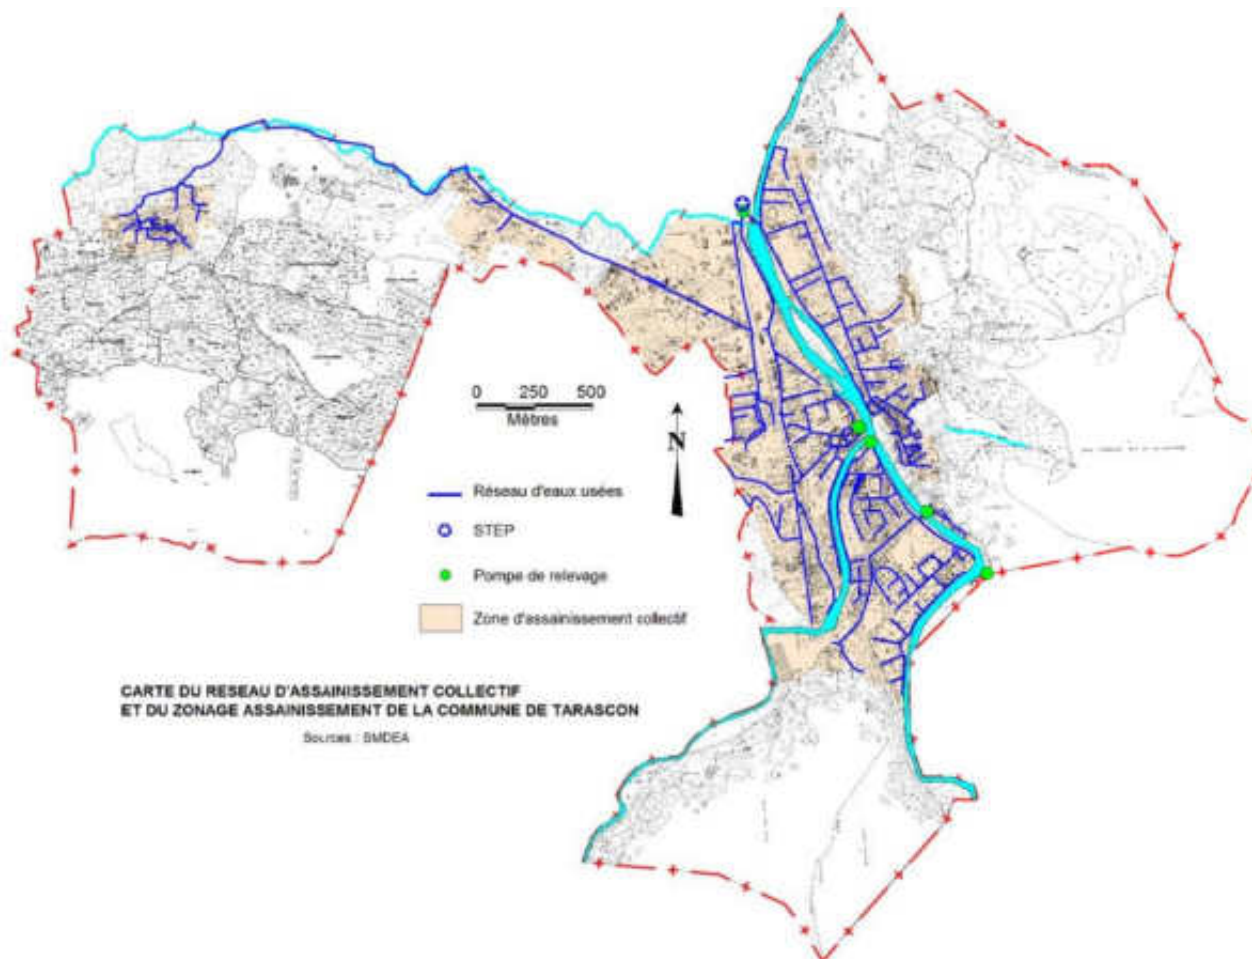 0 250 500
Mètres
N
Réseau d'eaux usées
STEP
Pompe de relevage
Zone d'assainissement collectif
CARTE DU RESEAU D'ASSAINISSEMENT COLLECTIF
ET DU ZONAGE ASSAINISSEMENT DE LA COMMUNE DE TARASCON
Sources : SMDEA